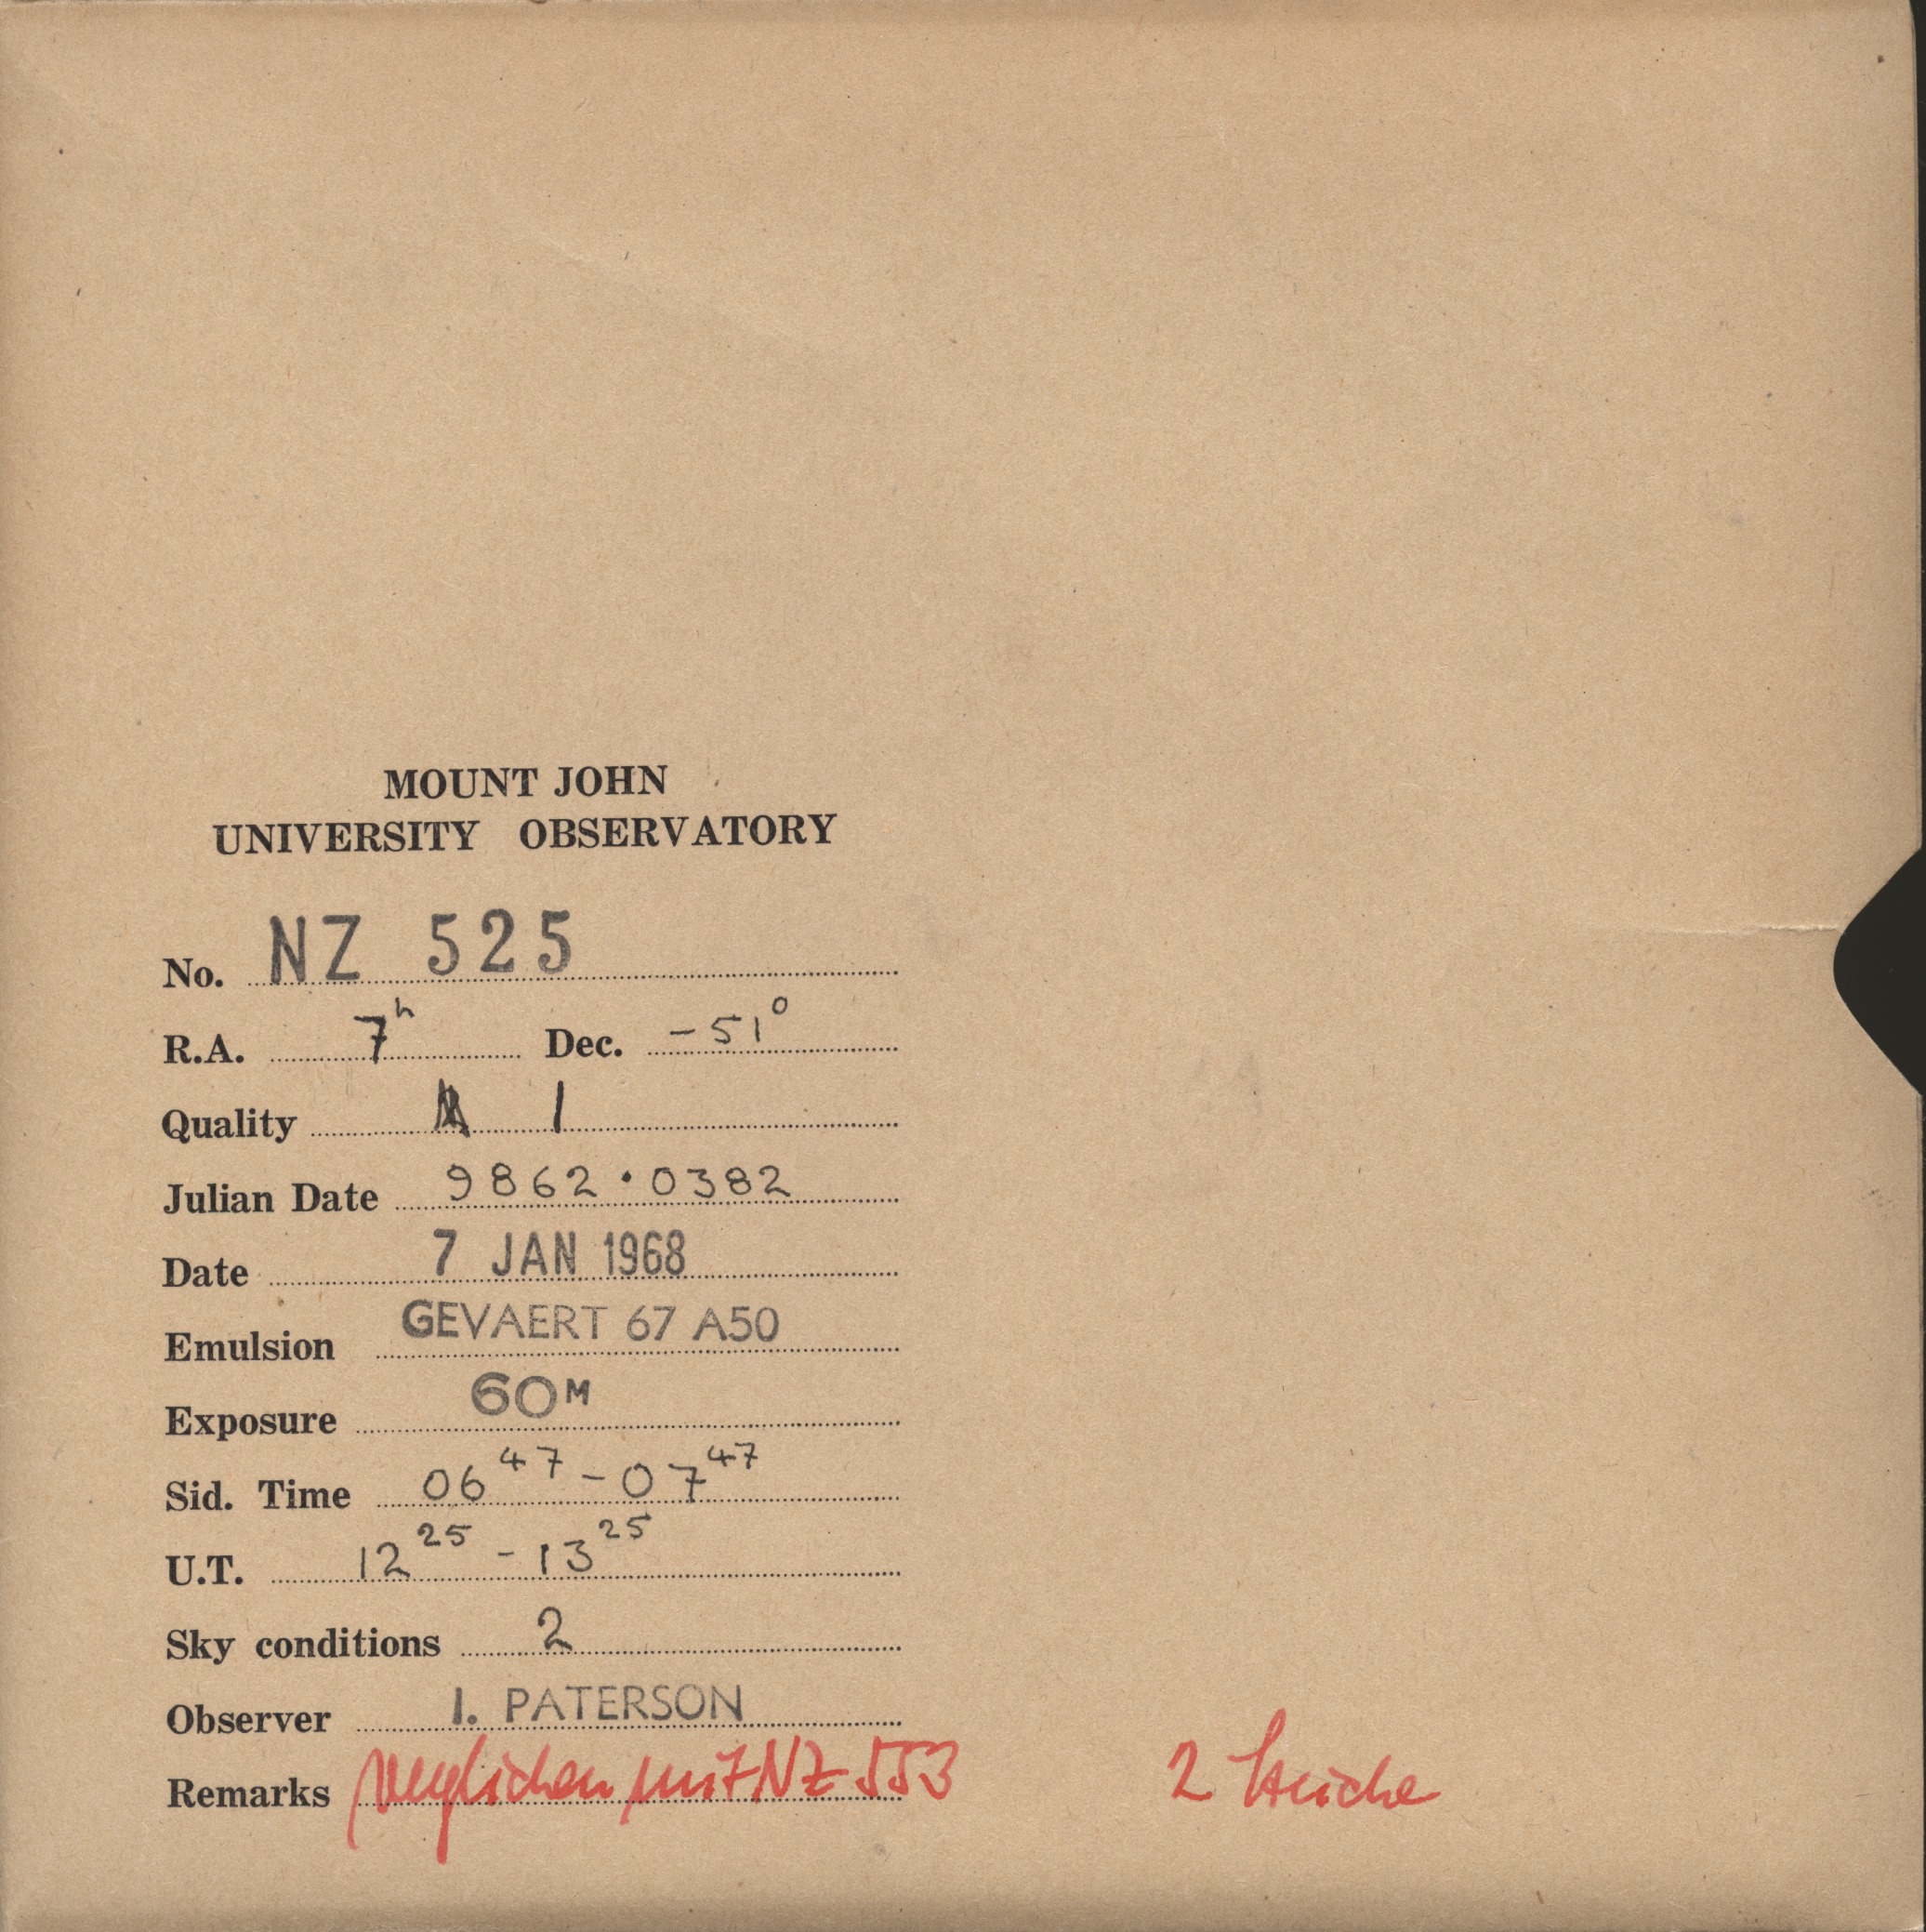 MOUNT JOHN
UNIVERSITY OBSERVATORY
No. NZ 525
R.A. 7h Dec. -51°
Quality 1
Julian Date 9862.0382
Date 7 JAN 1968
Emulsion GEVAERT 67 A50
Exposure 60M
Sid. Time 06 47 - 07 47
U.T. 12 25 - 13 25
Sky conditions 2
Observer I. PATERSON
Remarks verglichen mit NZ 553 2 Striche